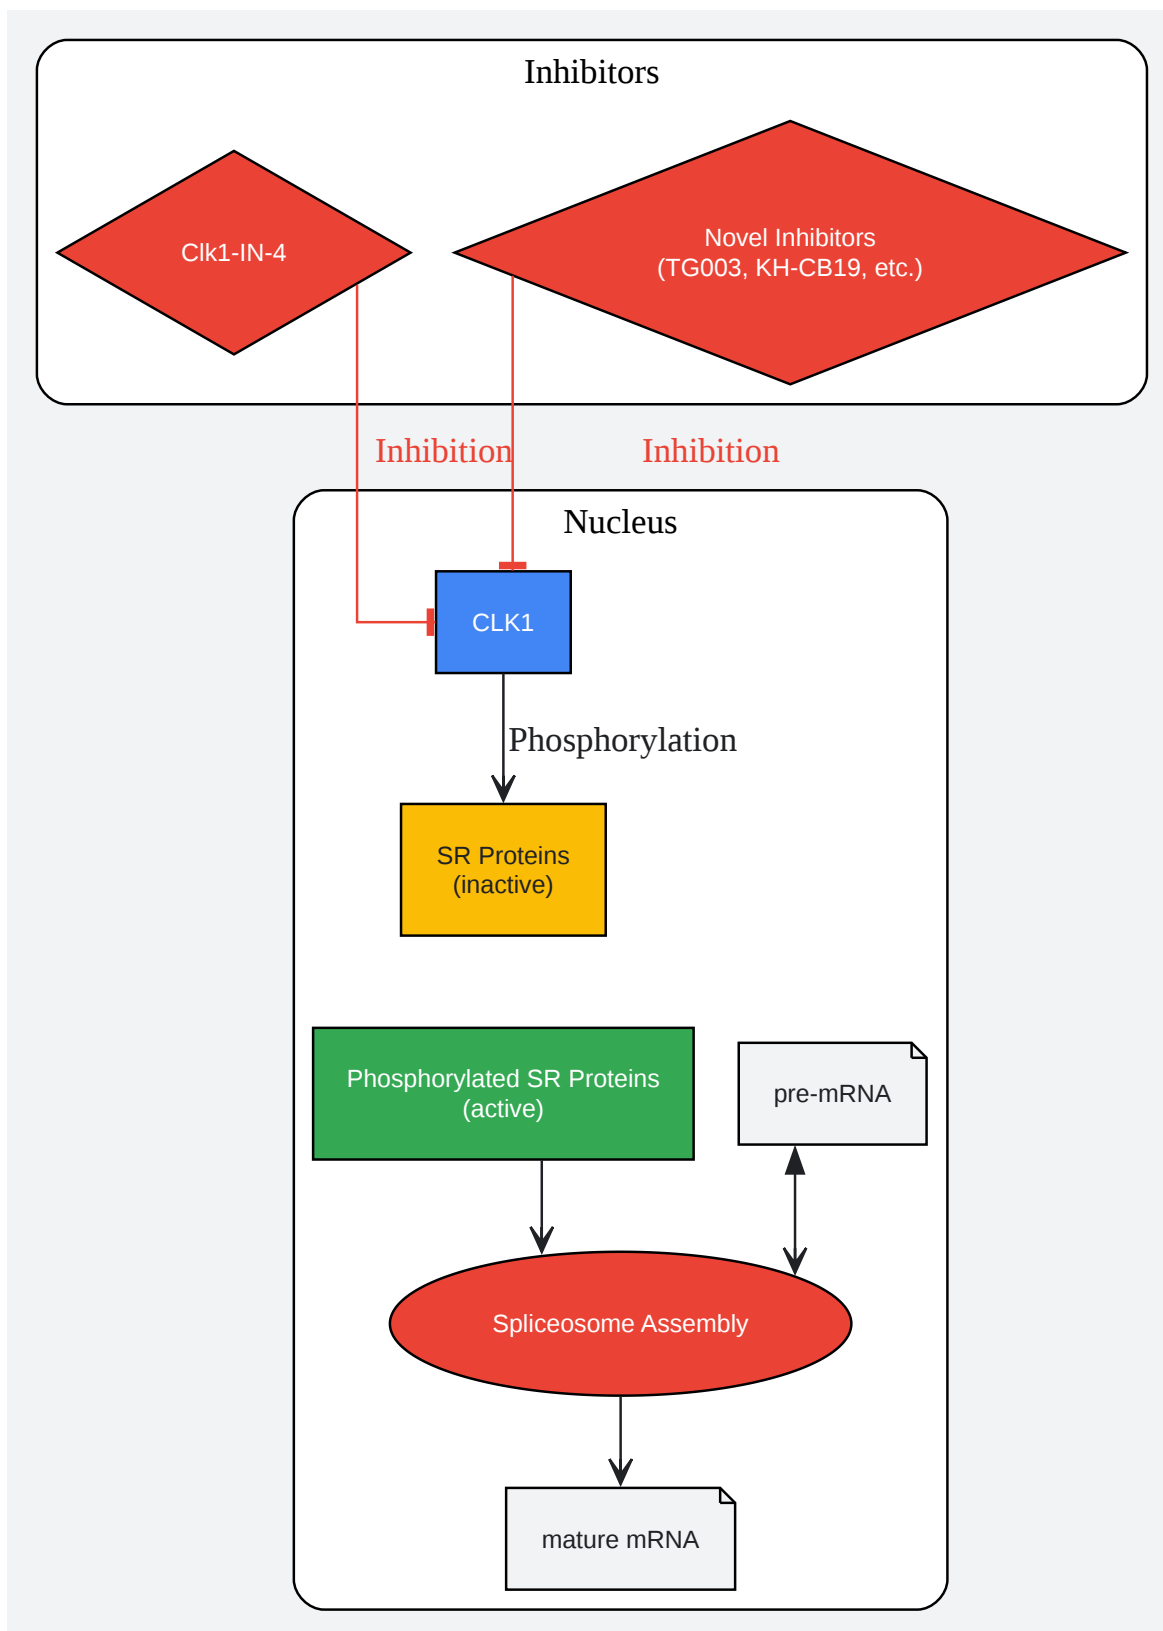 Inhibitors
Clk1-IN-4
Novel Inhibitors
(TG003, KH-CB19, etc.)
Inhibition
Inhibition
Nucleus
CLK1
Phosphorylation
SR Proteins
(inactive)
Phosphorylated SR Proteins
(active)
pre-mRNA
Spliceosome Assembly
mature mRNA